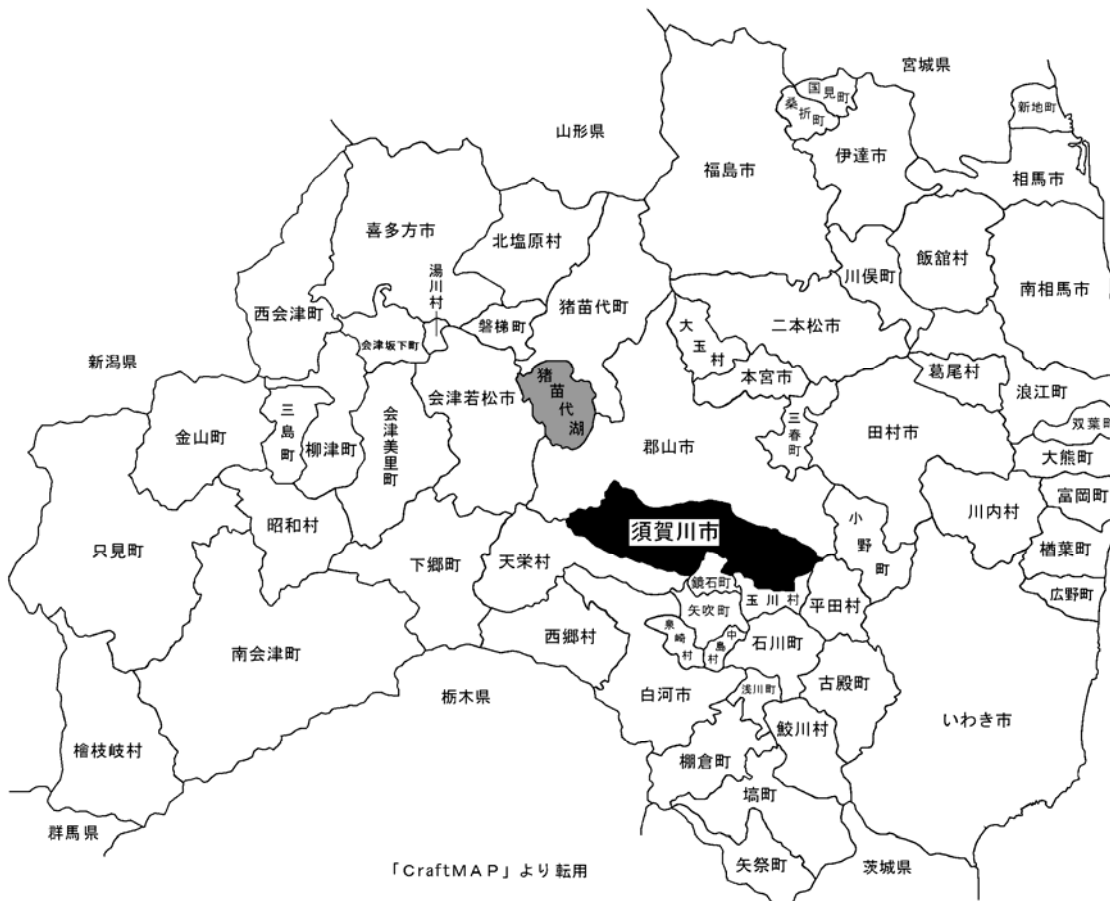 宮城県
国見町
桑折町
新地町
山形県
伊達市
福島市
相馬市
喜多方市
北塩原村
飯舘村
川俣町
湯川村
南相馬市
西会津町
猪苗代町
磐梯町
大玉村
二本松市
会津坂下町
新潟県
葛尾村
本宮市
浪江町
猪苗代湖
会津若松市
三島町
柳津町
会津美里町
金山町
三春町
双葉町
田村市
郡山市
大熊町
富岡町
川内村
昭和村
小野町
須賀川市
只見町
下郷町
天栄村
楢葉町
鏡石町
広野町
玉川村
平田村
矢吹町
泉崎村
中島村
西郷村
石川町
南会津町
古殿町
白河市
浅川町
栃木県
いわき市
鮫川村
檜枝岐村
棚倉町
塙町
群馬県
矢祭町
茨城県
「CraftMAP」より転用